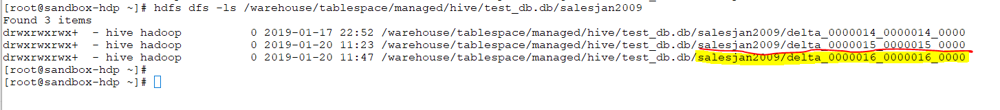 [root@sandbox-hdp ~]# hdfs dfs -ls /warehouse/tablespace/managed/hive/test_db.db/salesjan2009
Found 3 items
drwxrwxrwx+  - hive hadoop          0 2019-01-17 22:52 /warehouse/tablespace/managed/hive/test_db.db/salesjan2009/delta_0000014_0000014_0000
drwxrwxrwx+  - hive hadoop          0 2019-01-20 11:23 /warehouse/tablespace/managed/hive/test_db.db/salesjan2009/delta_0000015_0000015_0000
drwxrwxrwx+  - hive hadoop          0 2019-01-20 11:47 /warehouse/tablespace/managed/hive/test_db.db/salesjan2009/delta_0000016_0000016_0000
[root@sandbox-hdp ~]#
[root@sandbox-hdp ~]#